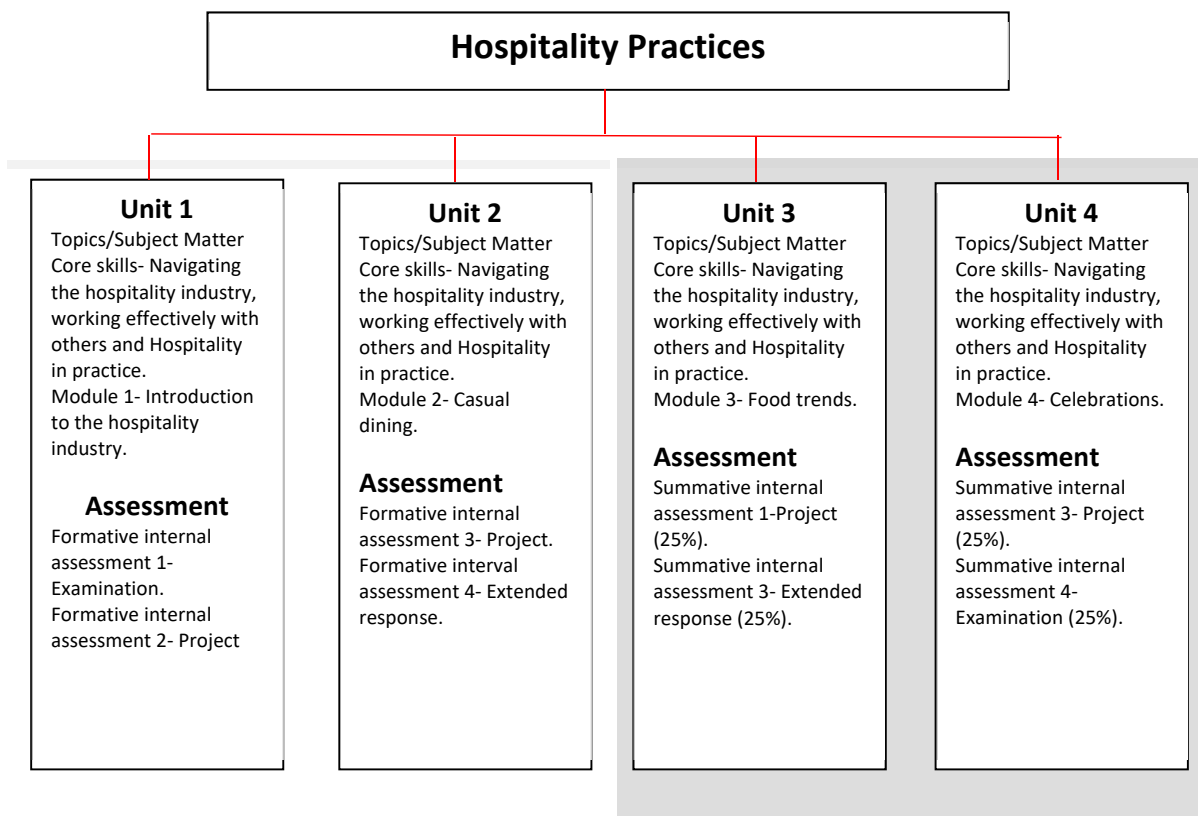 Hospitality Practices
Unit 1
Topics/Subject Matter
Core skills- Navigating
the hospitality industry,
working effectively with
others and Hospitality
in practice.
Module 1- Introduction
to the hospitality
industry.
Assessment
Formative internal
assessment 1-
Examination.
Formative internal
assessment 2- Project
Unit 2
Topics/Subject Matter
Core skills- Navigating
the hospitality industry,
working effectively with
others and Hospitality
in practice.
Module 2- Casual
dining.
Assessment
Formative internal
assessment 3- Project.
Formative interval
assessment 4- Extended
response.
Unit 3
Topics/Subject Matter
Core skills- Navigating
the hospitality industry,
working effectively with
others and Hospitality
in practice.
Module 3- Food trends.
Assessment
Summative internal
assessment 1-Project
(25%).
Summative internal
assessment 3- Extended
response (25%).
Unit 4
Topics/Subject Matter
Core skills- Navigating
the hospitality industry,
working effectively with
others and Hospitality
in practice.
Module 4- Celebrations.
Assessment
Summative internal
assessment 3- Project
(25%).
Summative internal
assessment 4-
Examination (25%).